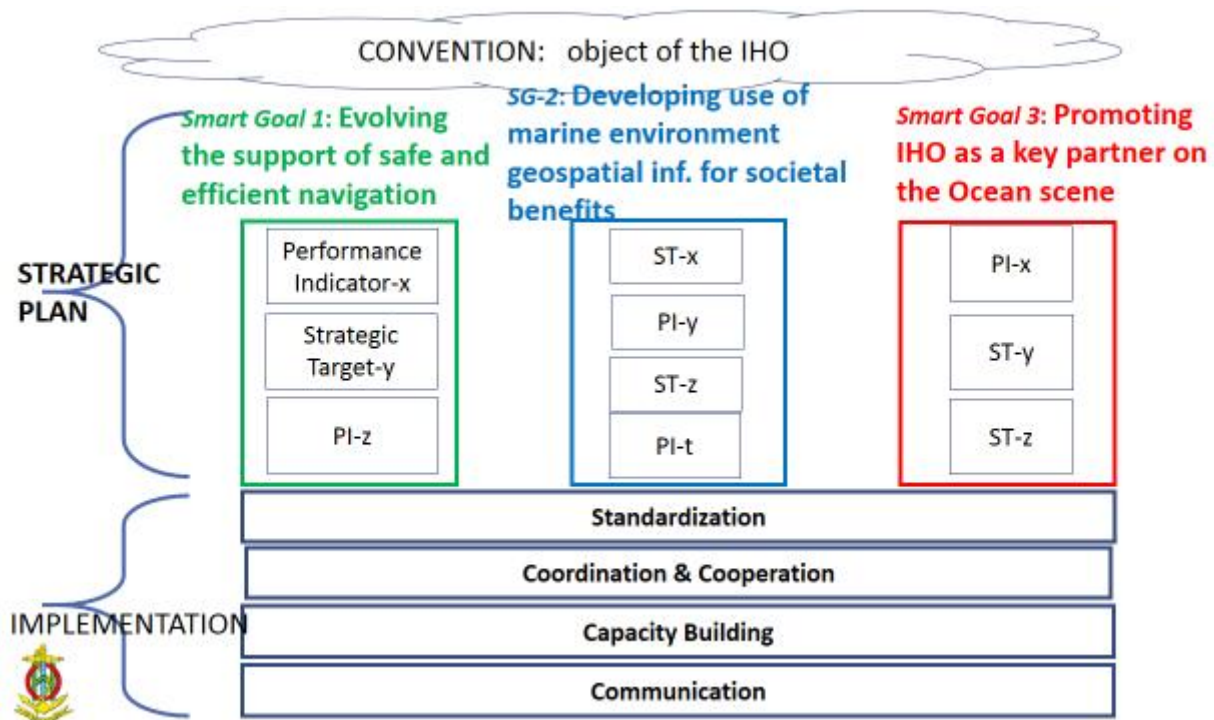 CONVENTION: object of the IHO
Smart Goal 1: Evolving
the support of safe and
efficient navigation
SG-2: Developing use of
marine environment
geospatial inf. for societal
benefits
Smart Goal 3: Promoting
IHO as a key partner on
the Ocean scene
STRATEGIC
PLAN
Performance
Indicator-x
Strategic
Target-y
PI-z
ST-x
PI-y
ST-z
PI-t
PI-x
ST-y
ST-z
IMPLEMENTATION
Standardization
Coordination & Cooperation
Capacity Building
Communication